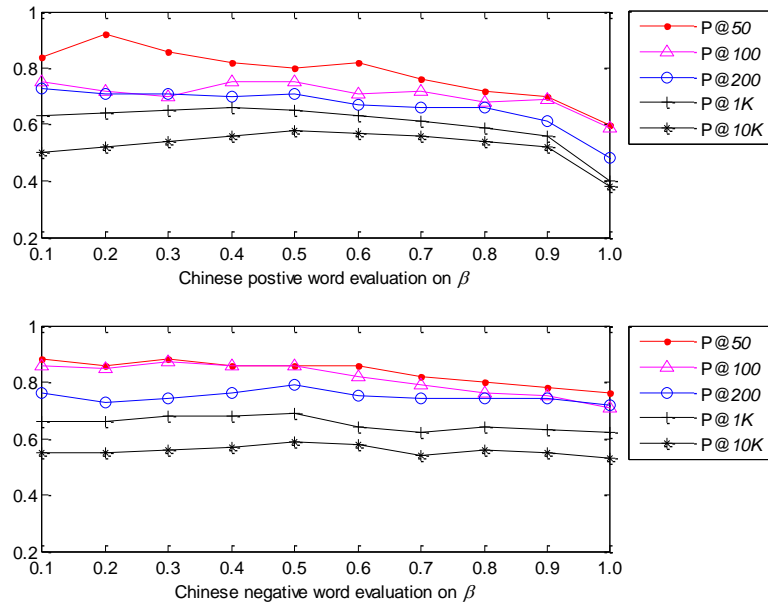 1
0.8
0.6
0.4
0.2
0.1 0.2 0.3 0.4 0.5 0.6 0.7 0.8 0.9 1.0
Chinese postive word evaluation on β
P@50
P@100
P@200
P@1K
P@10K
1
0.8
0.6
0.4
0.2
0.1 0.2 0.3 0.4 0.5 0.6 0.7 0.8 0.9 1.0
Chinese negative word evaluation on β
P@50
P@100
P@200
P@1K
P@10K